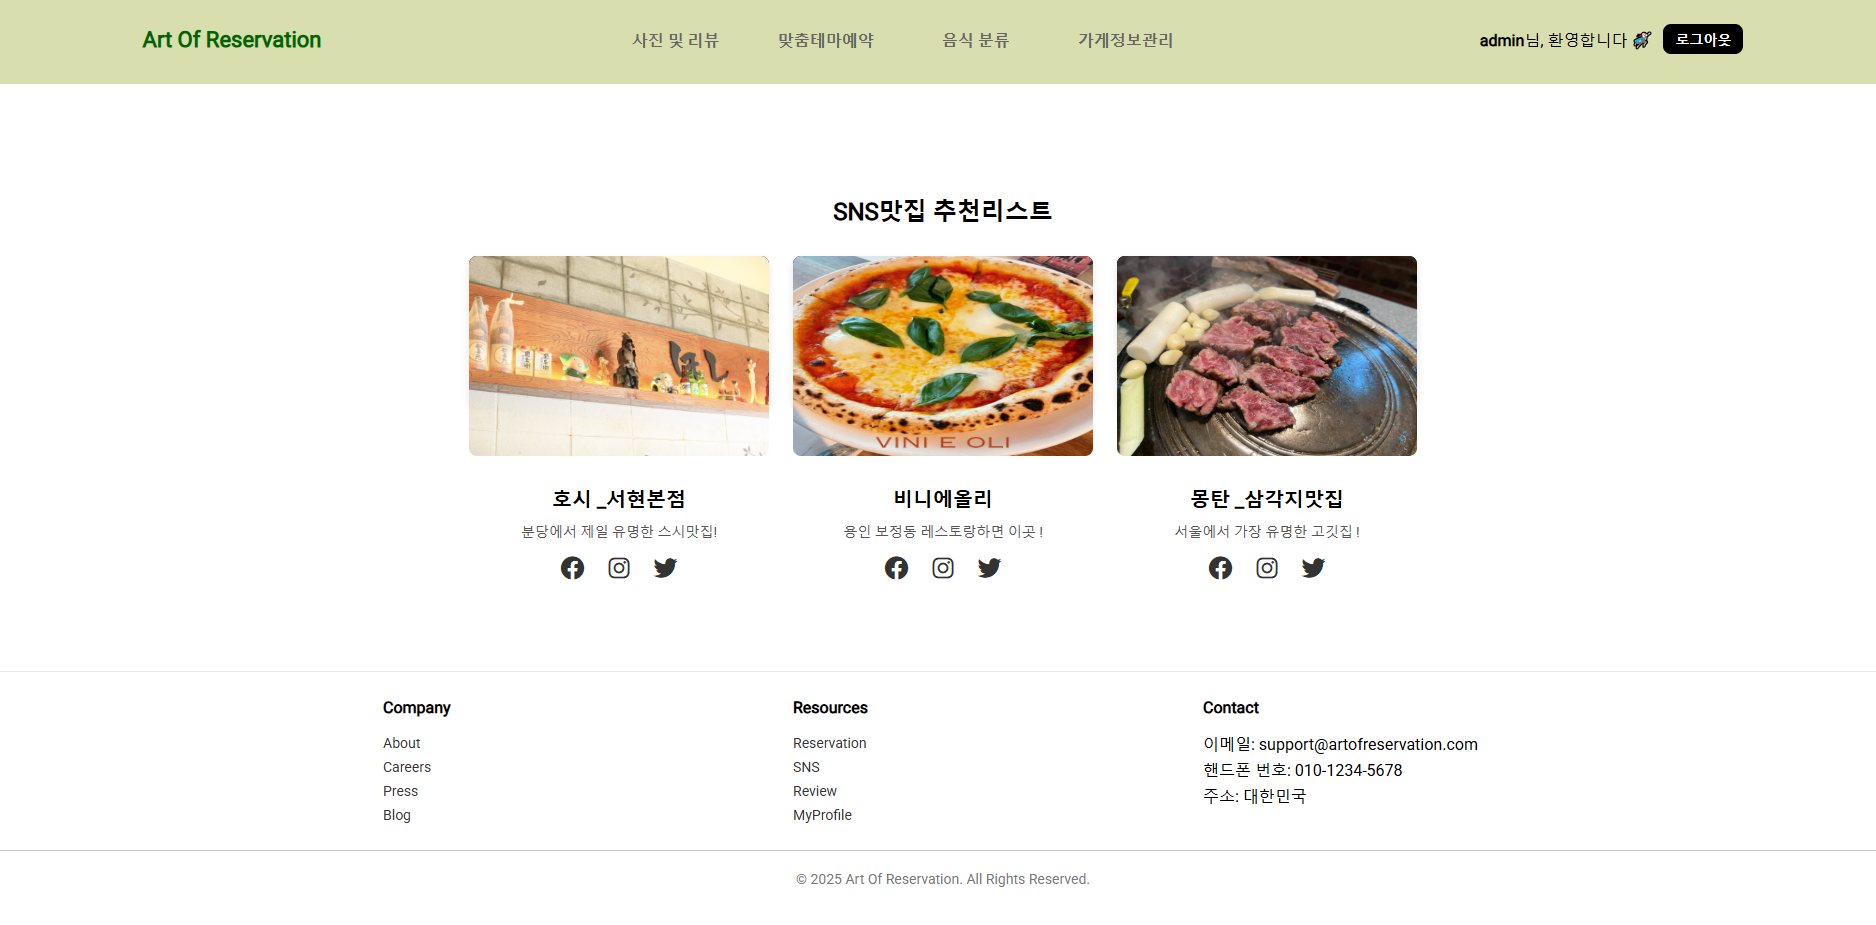 Art Of Reservation
사진 및 리뷰
맞춤테마예약
음식 분류
가게정보관리
admin님, 환영합니다 🚀
로그아웃
SNS맛집 추천리스트
ほし
VINI E OLI
호시 _서현본점
비니에올리
몽탄 _삼각지맛집
분당에서 제일 유명한 스시맛집!
용인 보정동 레스토랑하면 이곳 !
서울에서 가장 유명한 고깃집 !
Company
About
Careers
Press
Blog
Resources
Reservation
SNS
Review
MyProfile
Contact
이메일: support@artofreservation.com
핸드폰 번호: 010-1234-5678
주소: 대한민국
© 2025 Art Of Reservation. All Rights Reserved.